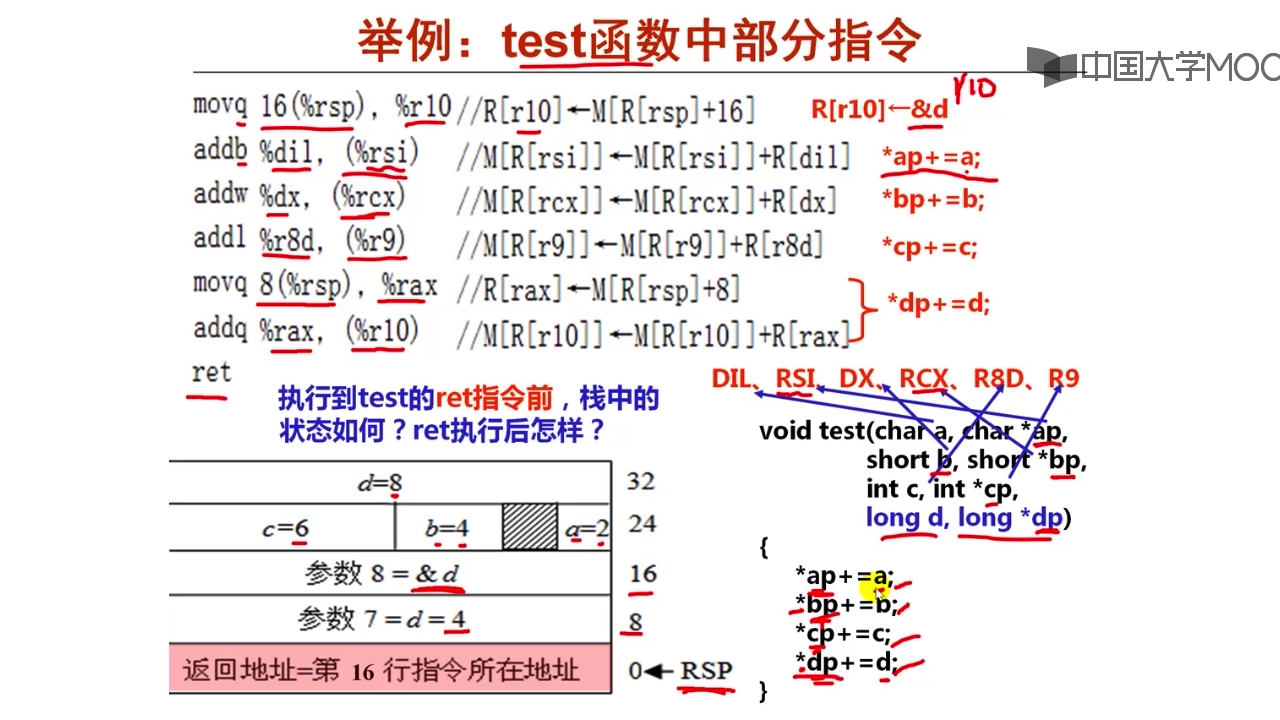 举例：test函数中部分指令
中国大学MOO
r10
movq 16(%rsp), %r10 //R[r10]←M[R[rsp]+16] R[r10]←&d
addb %dil, (%rsi) //M[R[rsi]]←M[R[rsi]]+R[dil] *ap+=a;
addw %dx, (%rcx) //M[R[rcx]]←M[R[rcx]]+R[dx] *bp+=b;
addl %r8d, (%r9) //M[R[r9]]←M[R[r9]]+R[r8d] *cp+=c;
movq 8(%rsp), %rax //R[rax]←M[R[rsp]+8]
*dp+=d;
addq %rax, (%r10) //M[R[r10]]←M[R[r10]]+R[rax]
ret
执行到test的ret指令前，栈中的
状态如何？ret执行后怎样？
d=8 32
c=6 b=4 a=2 24
参数 8 = &d 16
参数 7 = d = 4 8
返回地址=第 16 行指令所在地址 0←RSP
DIL、RSI、DX、RCX、R8D、R9
void test(char a, char *ap,
short b, short *bp,
int c, int *cp,
long d, long *dp)
{
*ap+=a;
*bp+=b;
*cp+=c;
*dp+=d;
}